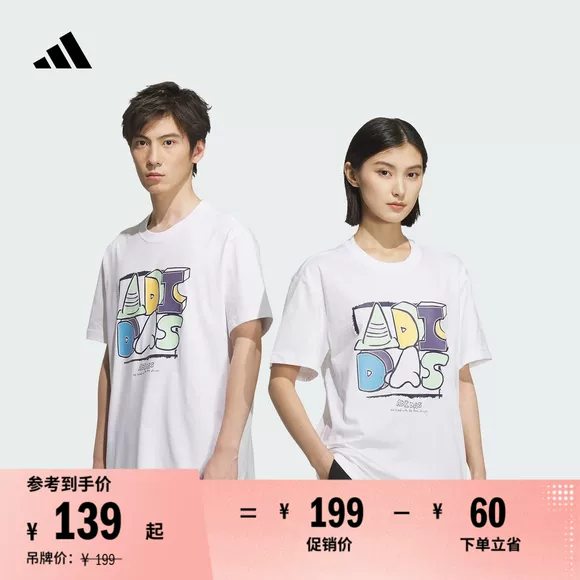 ADI
DAS
ADI
DAS
参考到手价
¥ 139 起
吊牌价: ¥ 199
= ¥ 199 - ¥ 60
促销价 下单立省